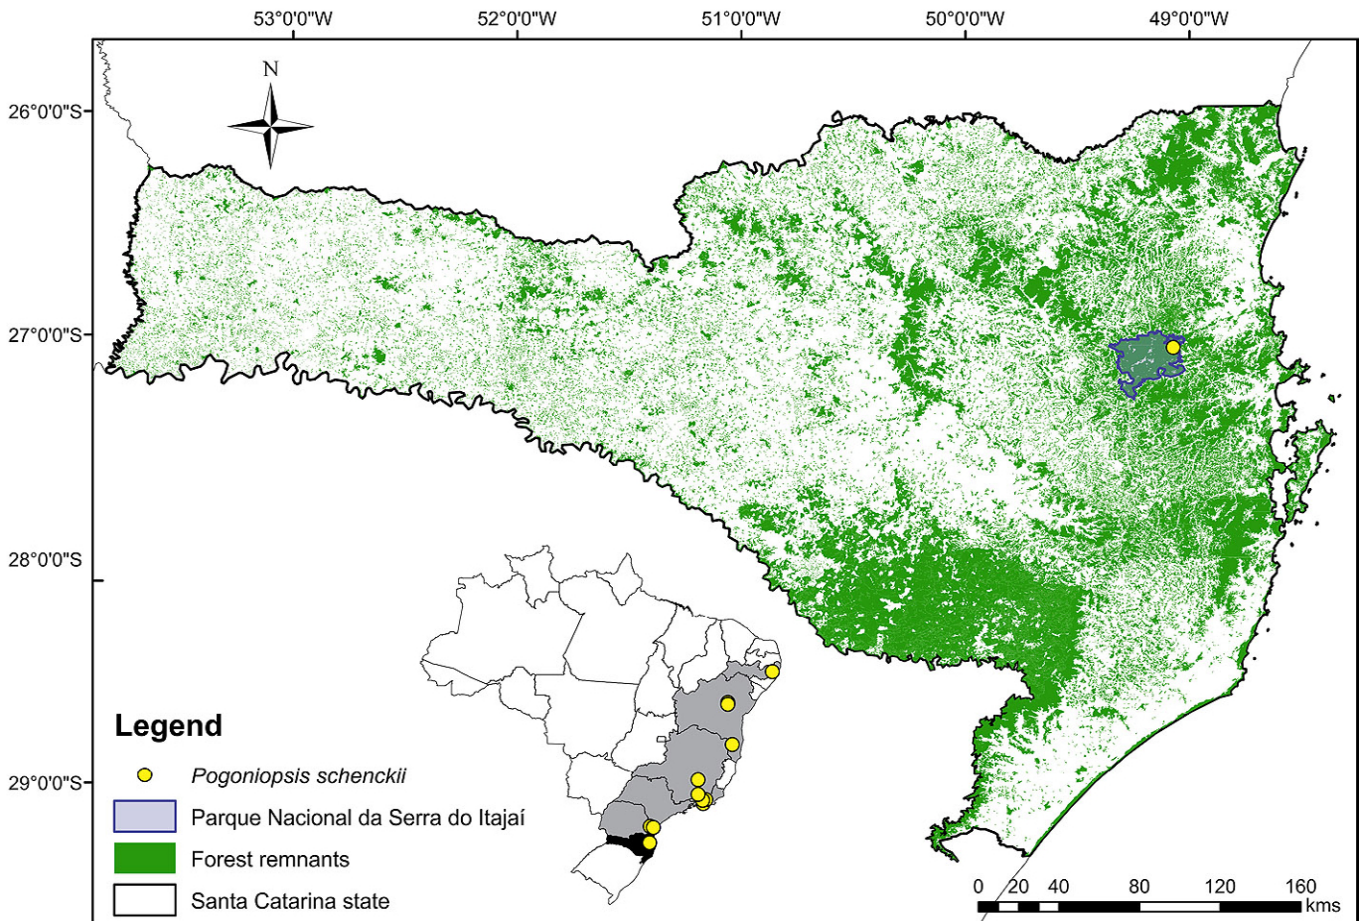 53°0'0"W 52°0'0"W 51°0'0"W 50°0'0"W 49°0'0"W
N
26°0'0"S
27°0'0"S
28°0'0"S
29°0'0"S
Legend
Pogoniopsis schenckii
Parque Nacional da Serra do Itajaí
Forest remnants
Santa Catarina state
0 20 40 80 120 160
kms